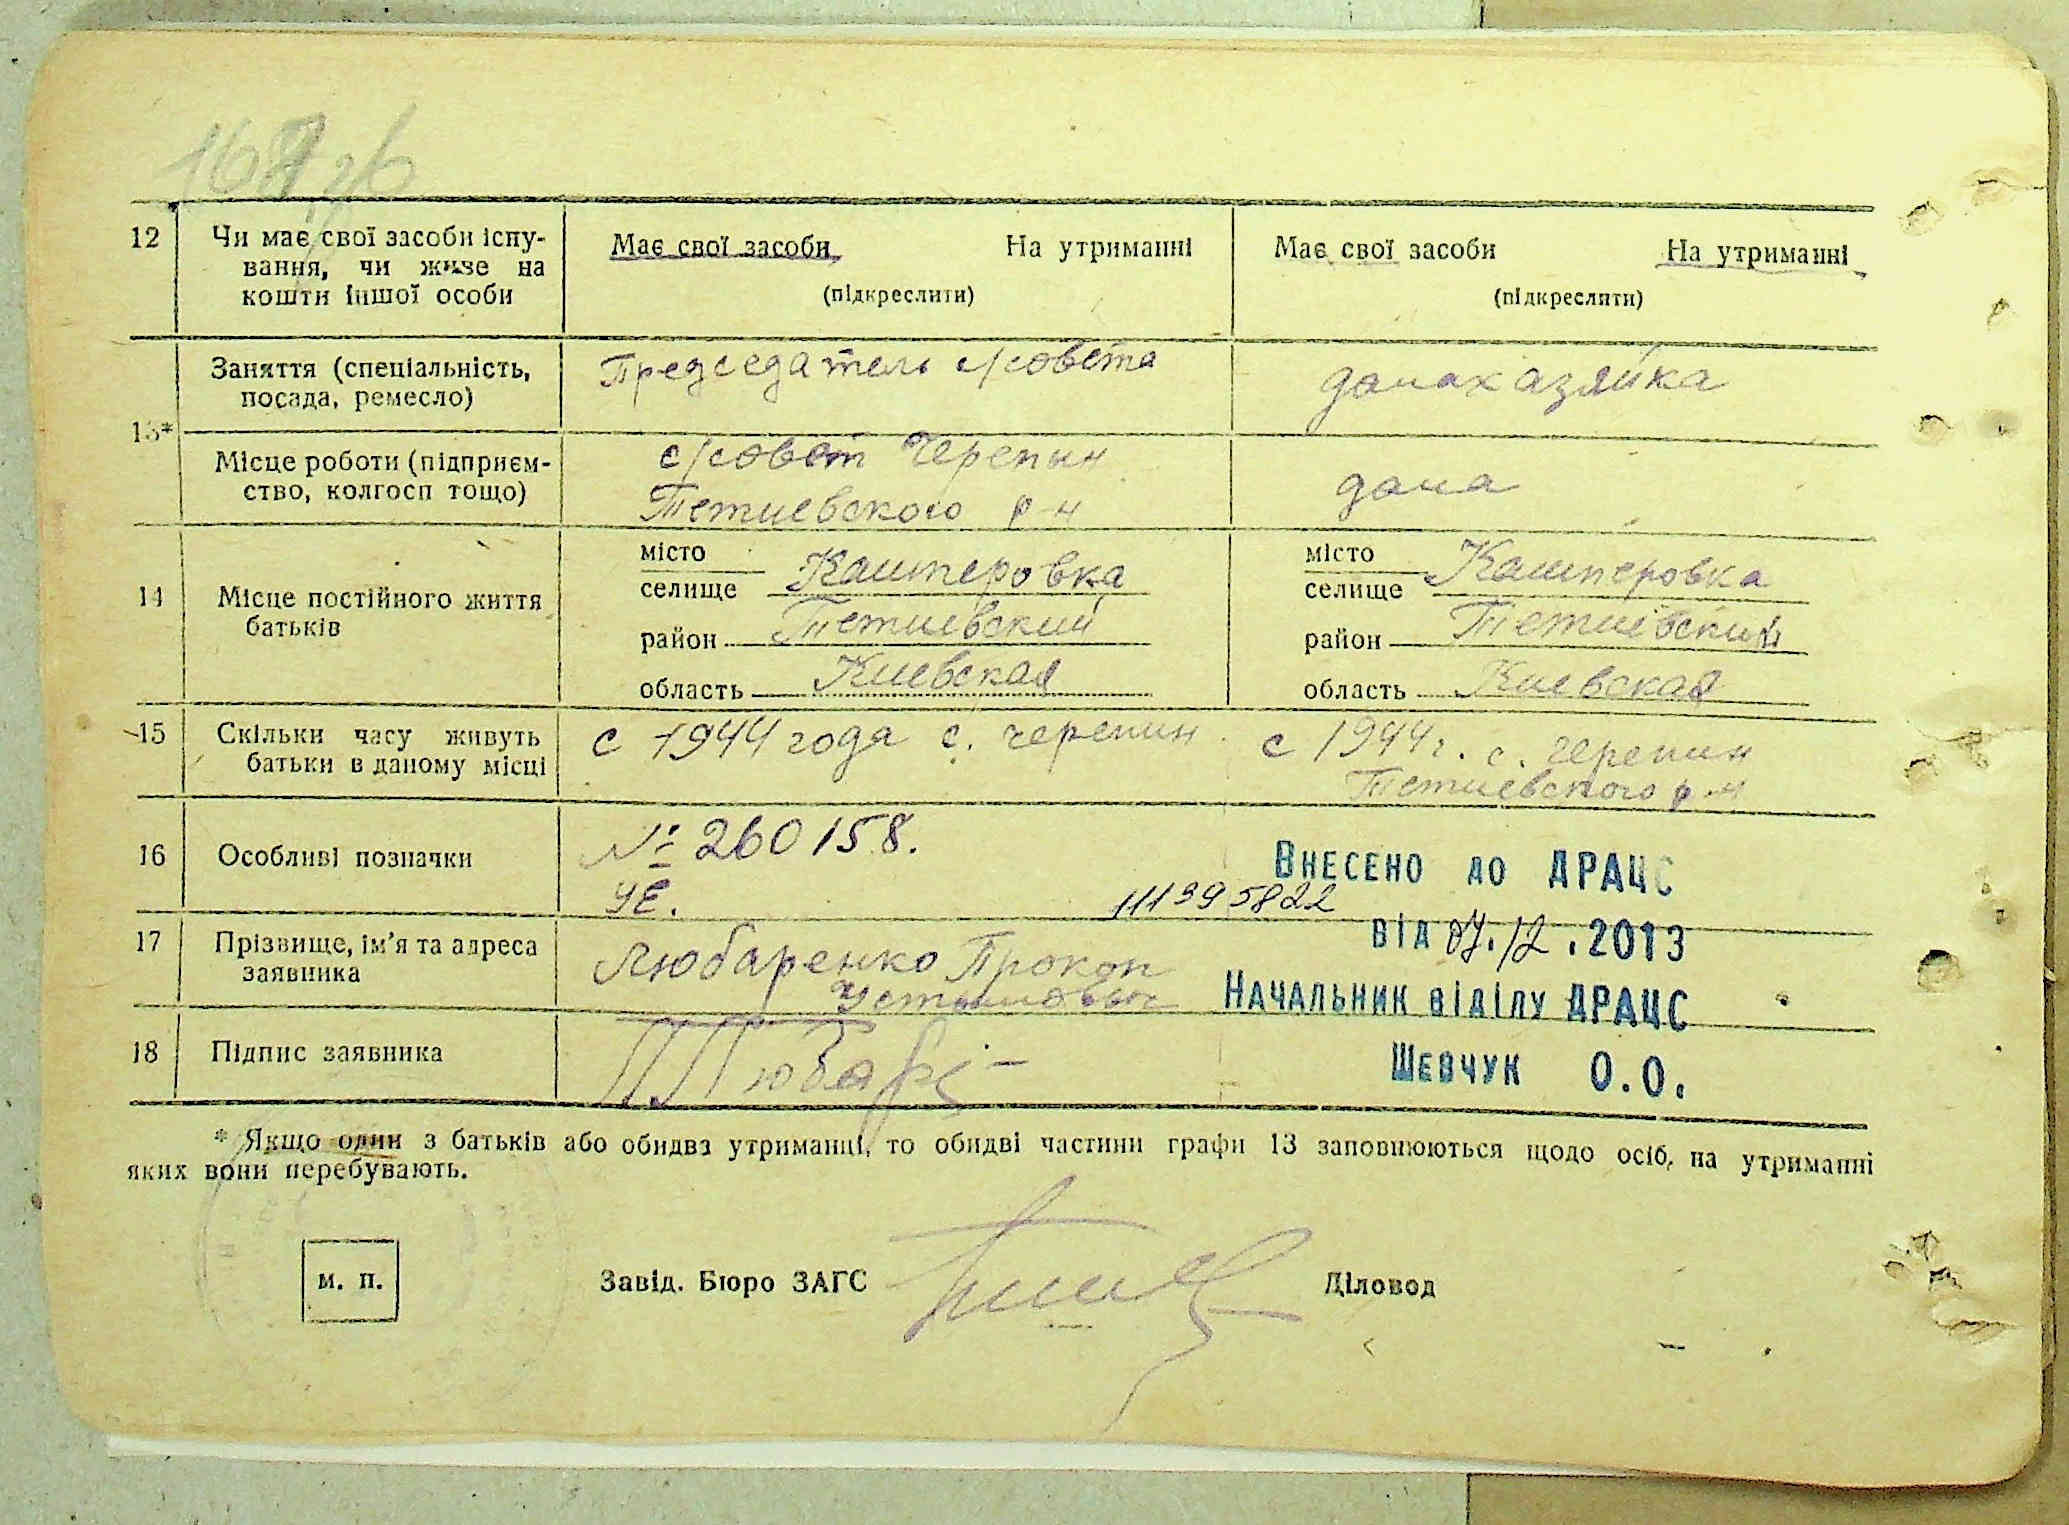 12 Чи має свої засоби існу- Має свої засоби На утриманні Має свої засоби На утриманні
вання, чи живе на
кошти іншої особи (підкреслити) (підкреслити)
Заняття (спеціальність, Председатель с/совета домахазяйка
посада, ремесло)
13*
Місце роботи (підприєм- с/совет Черепын дома
ство, колгосп тощо) Тетиевского р-н
місто місто
селище Кашперовка селище Кашперовка
14 Місце постійного життя
батьків
район Тетиевский район Тетиевский
область Киевская область Киевская
15 Скільки часу живуть с 1944 года с. черепин с 1944 г. с. Черепин
батьки в даному місці Тетиевского р-н
16 Особливі позначки № 260158.
УЕ. 111395822
Внесено до ДРАЦС
від 07.12.2013
17 Прізвище, ім'я та адреса Любаренко Прокоп
заявника Устымовыч
Начальник відділу ДРАЦС
18 Підпис заявника
Шевчук О.О.
* Якщо один з батьків або обидва утриманці, то обидві частини графи 13 заповнюються щодо осіб, на утриманні
яких вони перебувають.
м. п. Завід. Бюро ЗАГС Діловод